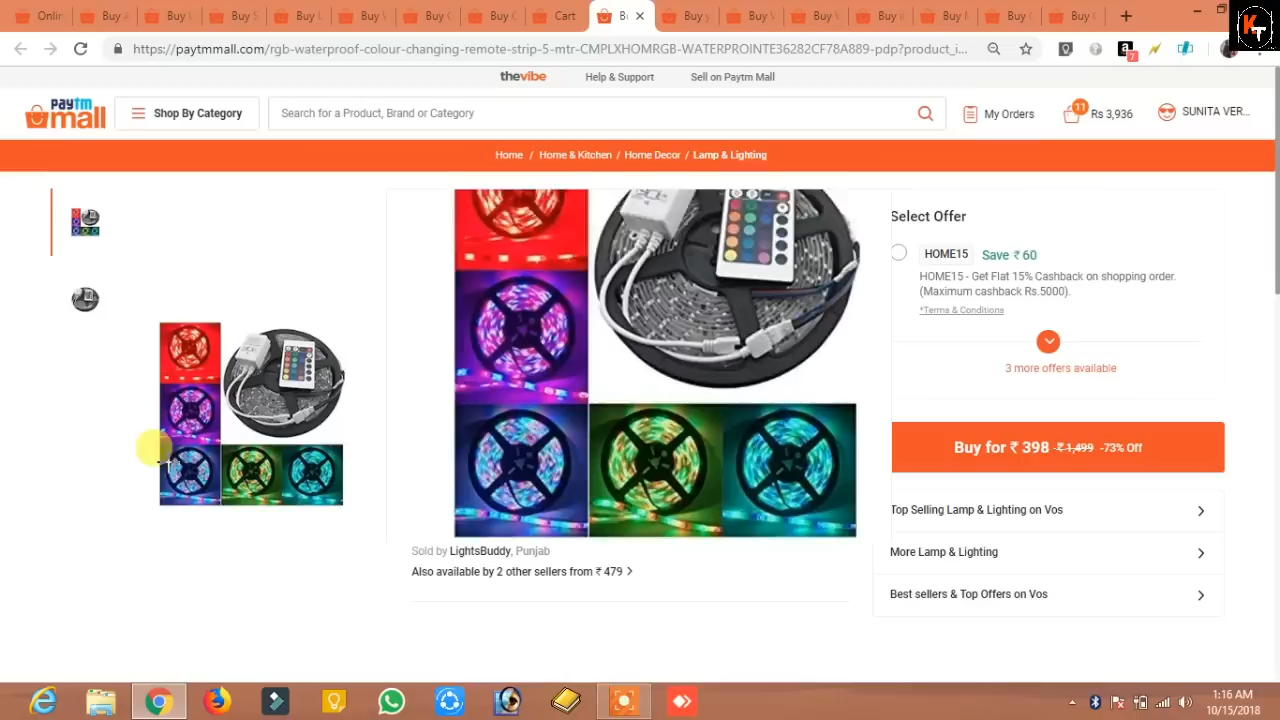 Onlin
Buy
Buy
Buy S
Buy L
Buy V
Buy C
Buy C
Cart
B
Buy y
Buy V
Buy V
Buy i
Buy M
Buy
Buy
KT
https://paytmmall.com/rgb-waterproof-colour-changing-remote-strip-5-mtr-CMPLXHOMRGB-WATERPROINTE36282CF78A889-pdp?product_i...
7
thevibe
Help & Support
Sell on Paytm Mall
paytm
mall
Shop By Category
Search for a Product, Brand or Category
My Orders
11
Rs 3,936
SUNITA VER...
Home / Home & Kitchen / Home Decor / Lamp & Lighting
Select Offer
HOME15 Save ₹ 60
HOME15 - Get Flat 15% Cashback on shopping order.
(Maximum cashback Rs.5000).
*Terms & Conditions
3 more offers available
Buy for ₹ 398 ₹ 1,499 -73% Off
Top Selling Lamp & Lighting on Vos
More Lamp & Lighting
Best sellers & Top Offers on Vos
Sold by LightsBuddy, Punjab
Also available by 2 other sellers from ₹ 479
1:16 AM
10/15/2018